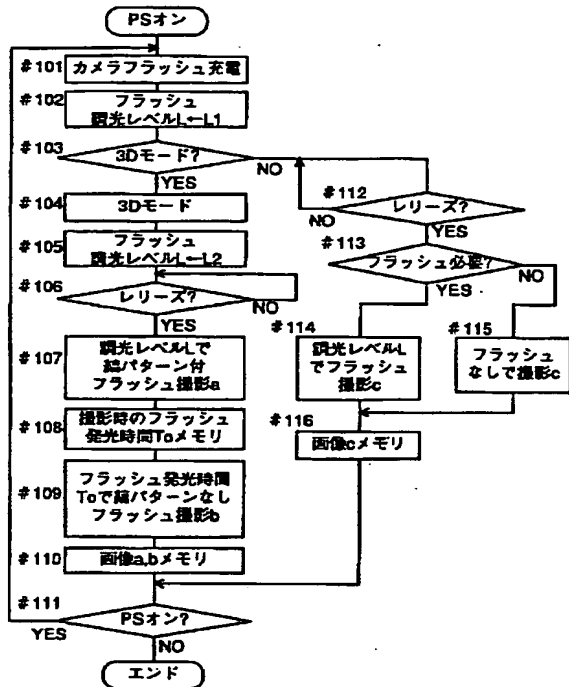 PSオン
#101
カメラフラッシュ充電
#102
フラッシュ
調光レベルL←L1
#103
3Dモード?
NO
YES
#104
3Dモード
#105
フラッシュ
調光レベルL←L2
#106
レリーズ?
NO
YES
#107
調光レベルLで
縞パターン付
フラッシュ撮影a
#108
撮影時のフラッシュ
発光時間Toメモリ
#109
フラッシュ発光時間
Toで縞パターンなし
フラッシュ撮影b
#110
画像a,bメモリ
#111
PSオン?
YES
NO
エンド
#112
レリーズ?
NO
YES
#113
フラッシュ必要?
NO
YES
#114
調光レベルL
でフラッシュ
撮影c
#115
フラッシュ
なしで撮影c
#116
画像cメモリ